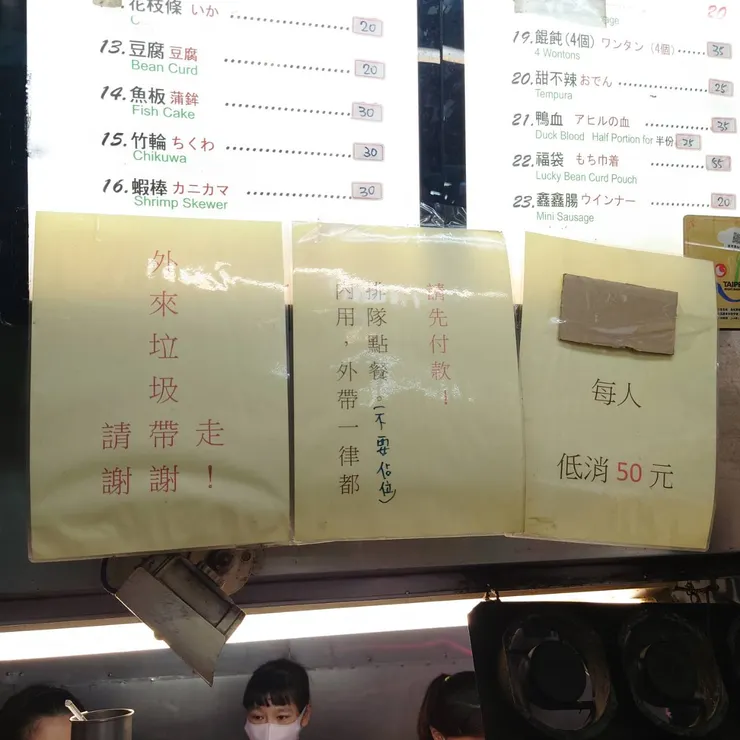 花枝條 いか 20
13.豆腐 豆腐 20
Bean Curd
14.魚板 蒲鉾 30
Fish Cake
15.竹輪 ちくわ 30
Chikuwa
16.蝦棒 カニカマ 30
Shrimp Skewer
20
19.餛飩(4個) ワンタン (4個) 35
4 Wontons
20.甜不辣 おでん 25
Tempura
21.鴨血 アヒルの血 35
Duck Blood Half Portion for 半份 25
22.福袋 もち巾着
Lucky Bean Curd Pouch
23.鑫鑫腸 ウインナー 20
Mini Sausage
外來垃圾
請帶走
謝謝！
內用，外帶一律都
排隊點餐。(不要佔位)
請先付款！
每人
低消50元